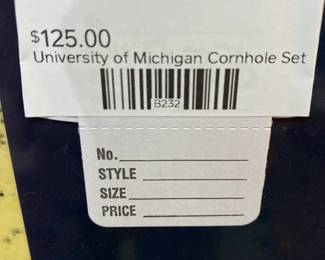 $125.00
University of Michigan Cornhole Set
B232
No.
STYLE
SIZE
PRICE